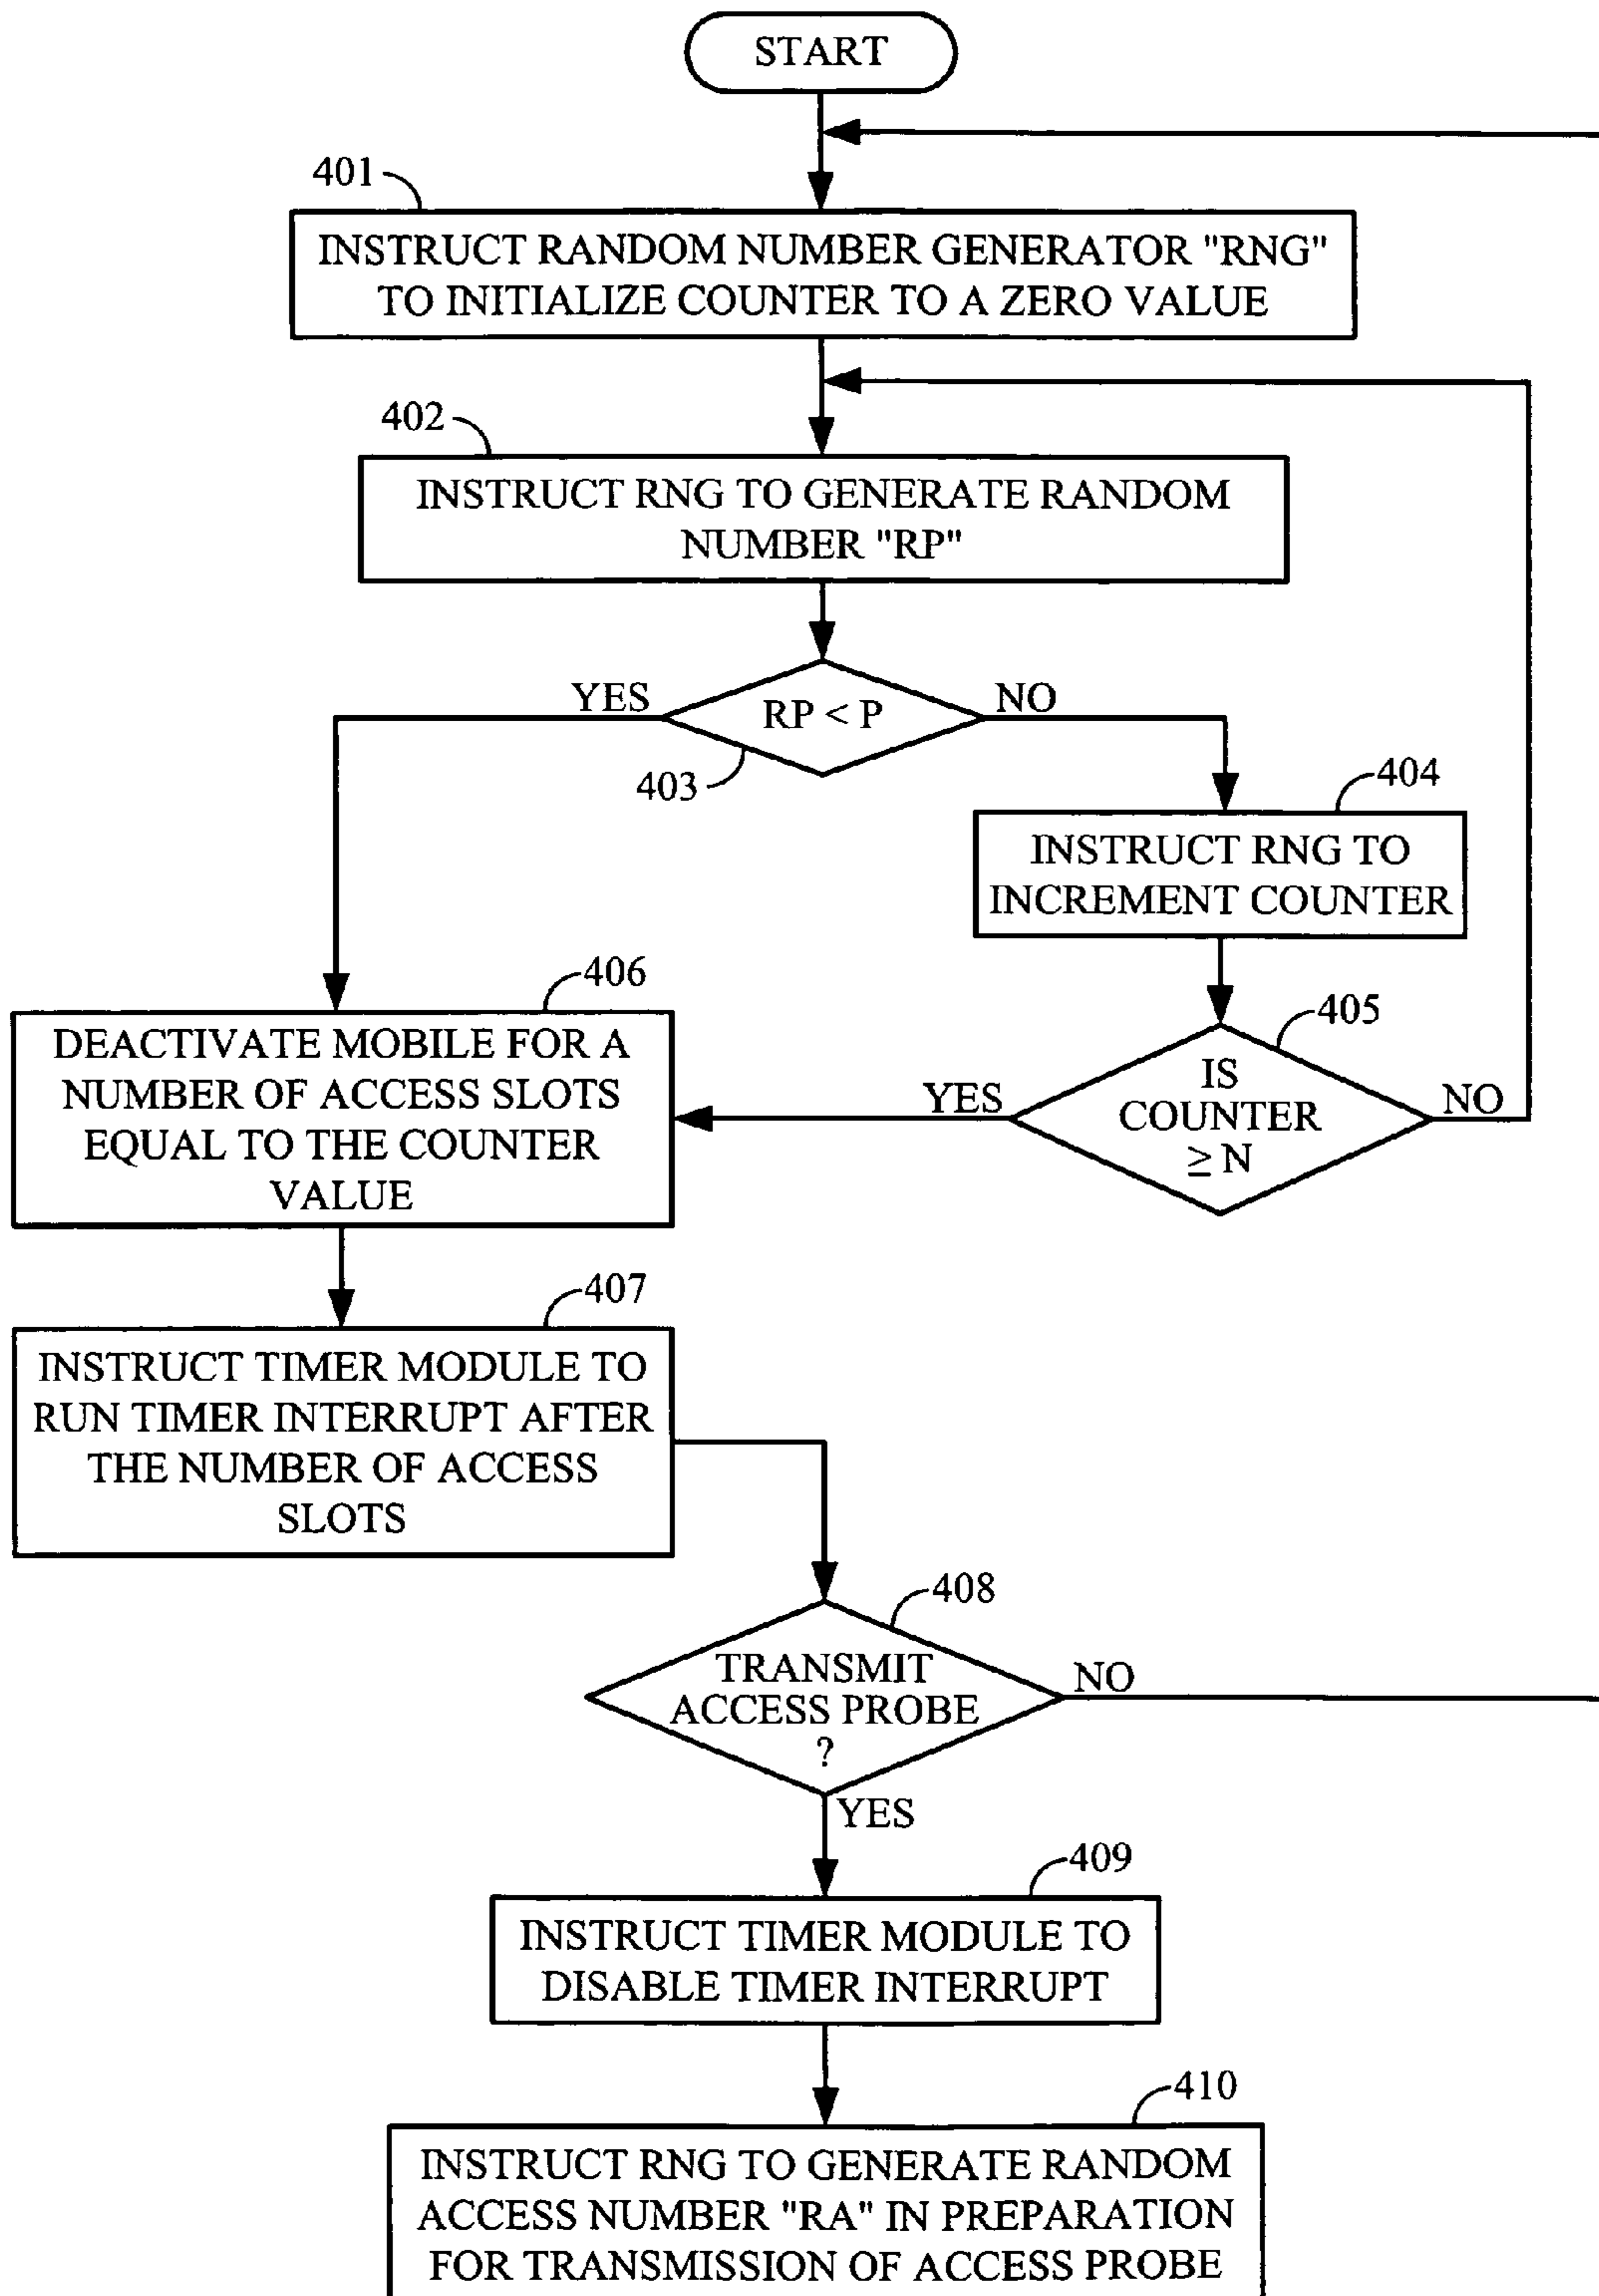 START
401
INSTRUCT RANDOM NUMBER GENERATOR "RNG"
TO INITIALIZE COUNTER TO A ZERO VALUE
402
INSTRUCT RNG TO GENERATE RANDOM
NUMBER "RP"
YES
RP < P
NO
403
404
INSTRUCT RNG TO
INCREMENT COUNTER
406
DEACTIVATE MOBILE FOR A
NUMBER OF ACCESS SLOTS
EQUAL TO THE COUNTER
VALUE
405
YES
IS
COUNTER
≥ N
NO
407
INSTRUCT TIMER MODULE TO
RUN TIMER INTERRUPT AFTER
THE NUMBER OF ACCESS
SLOTS
408
TRANSMIT
ACCESS PROBE
?
NO
YES
409
INSTRUCT TIMER MODULE TO
DISABLE TIMER INTERRUPT
410
INSTRUCT RNG TO GENERATE RANDOM
ACCESS NUMBER "RA" IN PREPARATION
FOR TRANSMISSION OF ACCESS PROBE